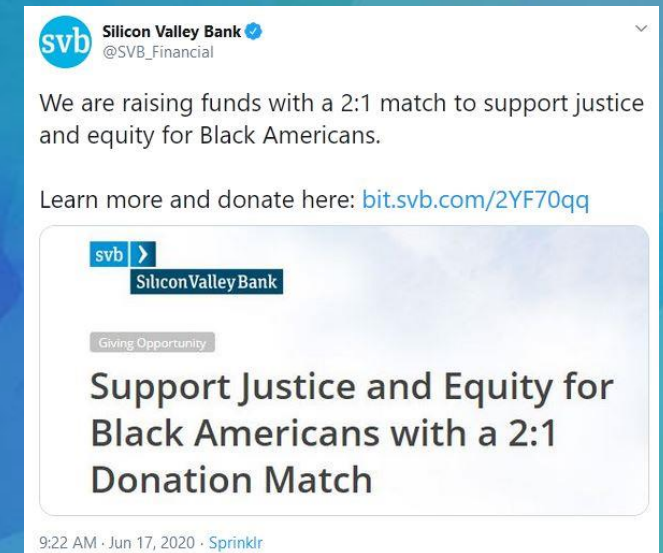 svb
Silicon Valley Bank
@SVB_Financial
We are raising funds with a 2:1 match to support justice
and equity for Black Americans.
Learn more and donate here: bit.svb.com/2YF70qq
svb >
Silicon Valley Bank
Giving Opportunity
Support Justice and Equity for
Black Americans with a 2:1
Donation Match
9:22 AM · Jun 17, 2020 · Sprinklr